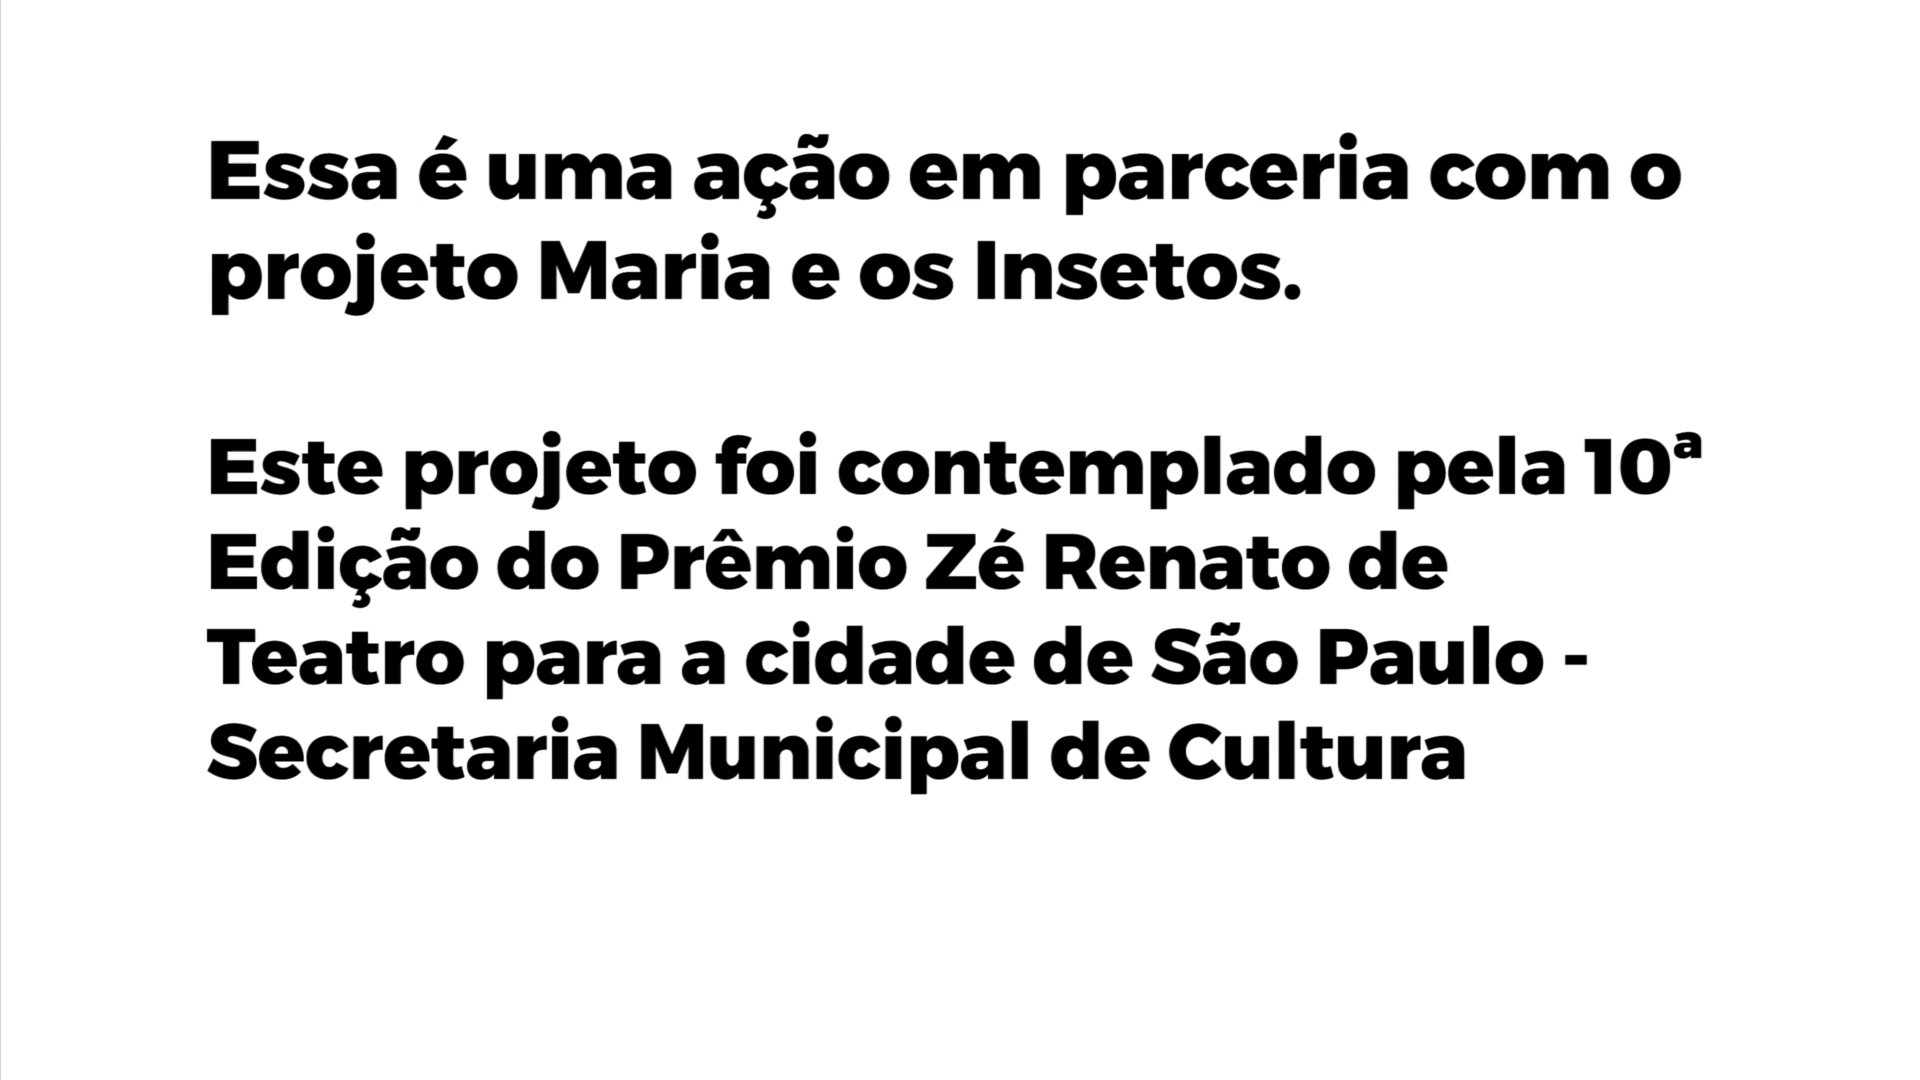 Essa é uma ação em parceria com o
projeto Maria e os Insetos.
Este projeto foi contemplado pela 10ª
Edição do Prêmio Zé Renato de
Teatro para a cidade de São Paulo -
Secretaria Municipal de Cultura